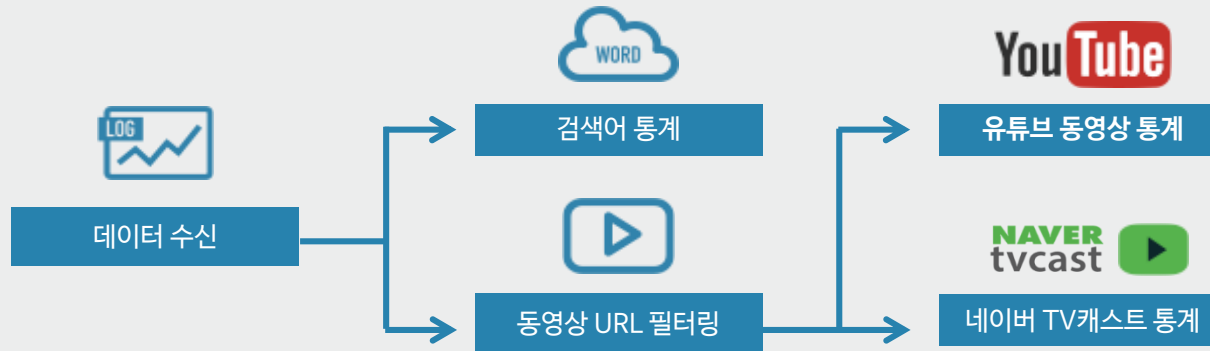 LOG
데이터 수신
WORD
검색어 통계
동영상 URL 필터링
YouTube
유튜브 동영상 통계
NAVER
tvcast
네이버 TV캐스트 통계